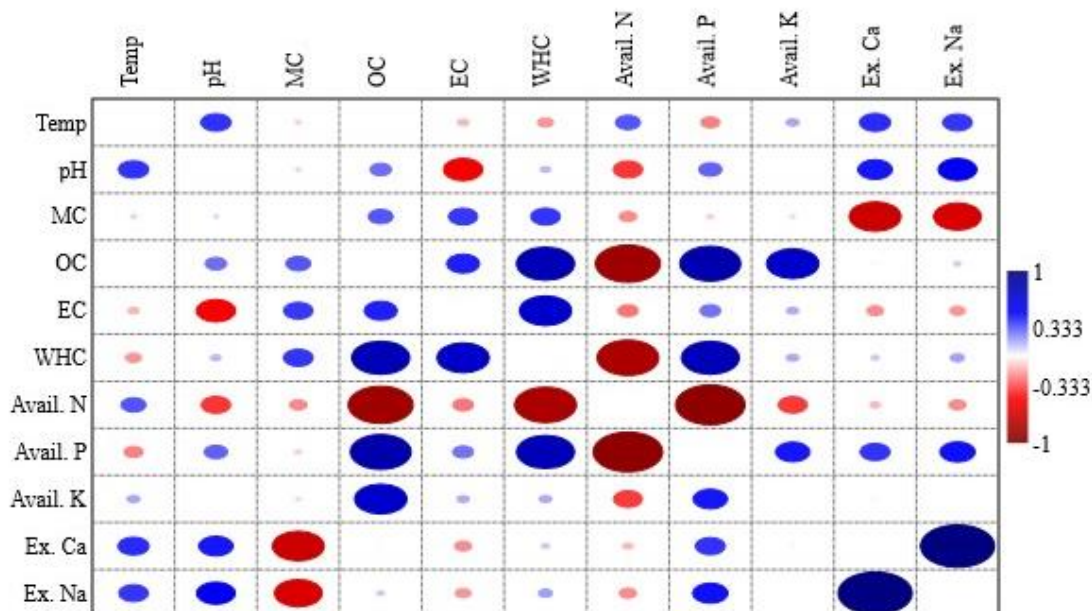 Temp pH MC OC EC WHC Avail. N Avail. P Avail. K Ex. Ca Ex. Na
Temp
pH
MC
OC
EC
WHC
Avail. N
Avail. P
Avail. K
Ex. Ca
Ex. Na
1
0.333
-0.333
-1